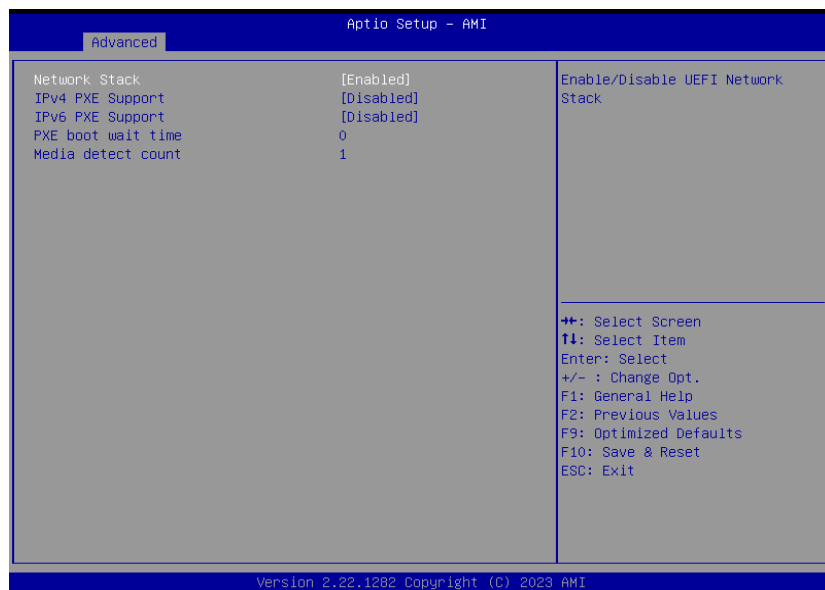 Aptio Setup – AMI
Advanced
Network Stack [Enabled]
IPv4 PXE Support [Disabled]
IPv6 PXE Support [Disabled]
PXE boot wait time 0
Media detect count 1
Enable/Disable UEFI Network
Stack
→←: Select Screen
↑↓: Select Item
Enter: Select
+/- : Change Opt.
F1: General Help
F2: Previous Values
F9: Optimized Defaults
F10: Save & Reset
ESC: Exit
Version 2.22.1282 Copyright (C) 2023 AMI